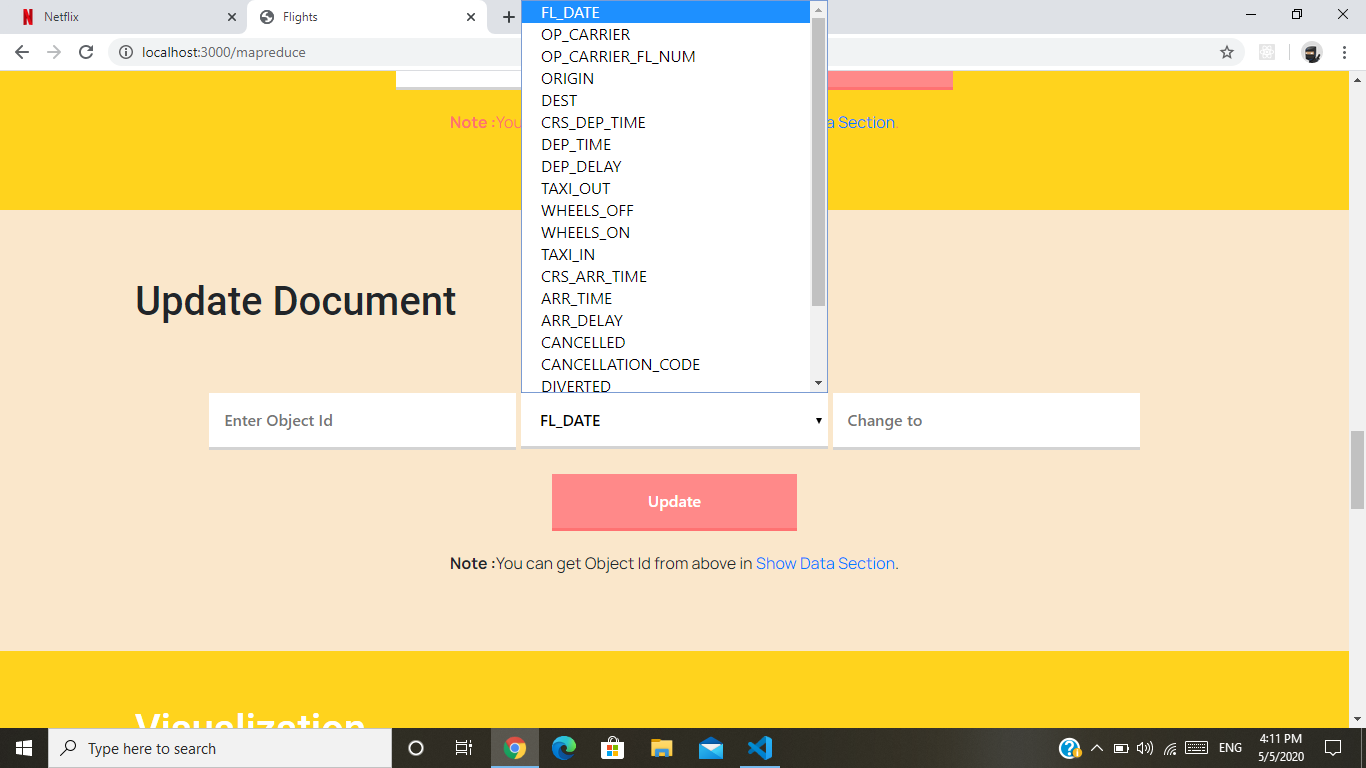 Netflix
Flights
localhost:3000/mapreduce
FL_DATE
OP_CARRIER
OP_CARRIER_FL_NUM
ORIGIN
DEST
CRS_DEP_TIME
Note :You
a Section.
DEP_TIME
DEP_DELAY
TAXI_OUT
WHEELS_OFF
WHEELS_ON
TAXI_IN
CRS_ARR_TIME
ARR_TIME
ARR_DELAY
CANCELLED
CANCELLATION_CODE
DIVERTED
Update Document
Enter Object Id
FL_DATE
Change to
Update
Note :You can get Object Id from above in Show Data Section.
Visualization
Type here to search
ENG
4:11 PM
5/5/2020